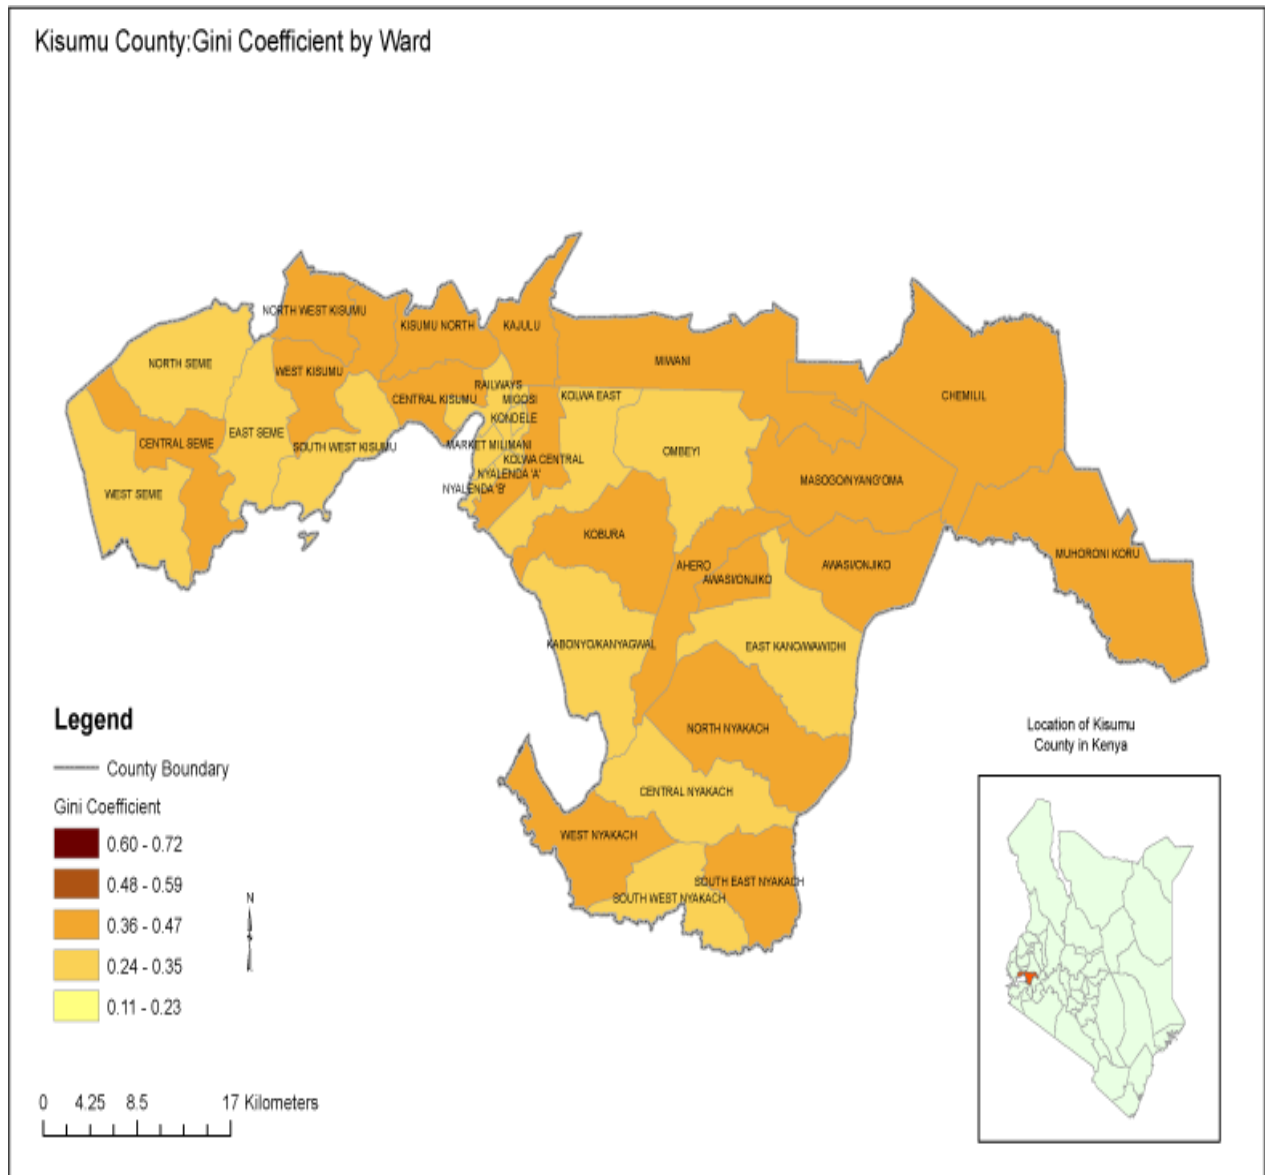 Kisumu County:Gini Coefficient by Ward
NORTH WEST KISUMU
KISUMU NORTH
KAJULU
NORTH SEME
MIWANI
WEST KISUMU
RAILWAYS
CENTRAL KISUMU
MIGOSI
KOLWA EAST
CHEMILIL
KONDELE
CENTRAL SEME
EAST SEME
SOUTH WEST KISUMU
MARKET MILIMANI
OMBEYI
KOLWA CENTRAL
NYALENDA 'A'
MASOGO/NYANG'OMA
WEST SEME
NYALENDA 'B'
KOBURA
MUHORONI KORU
AHERO
AWASI/ONJIKO
AWASI/ONJIKO
KABONYO/KANYAGWAL
EAST KANO/WAWIDHI
NORTH NYAKACH
CENTRAL NYAKACH
WEST NYAKACH
SOUTH EAST NYAKACH
SOUTH WEST NYAKACH
Legend
County Boundary
Gini Coefficient
0.60 - 0.72
0.48 - 0.59
0.36 - 0.47
0.24 - 0.35
0.11 - 0.23
N
0 4.25 8.5 17 Kilometers
Location of Kisumu
County in Kenya